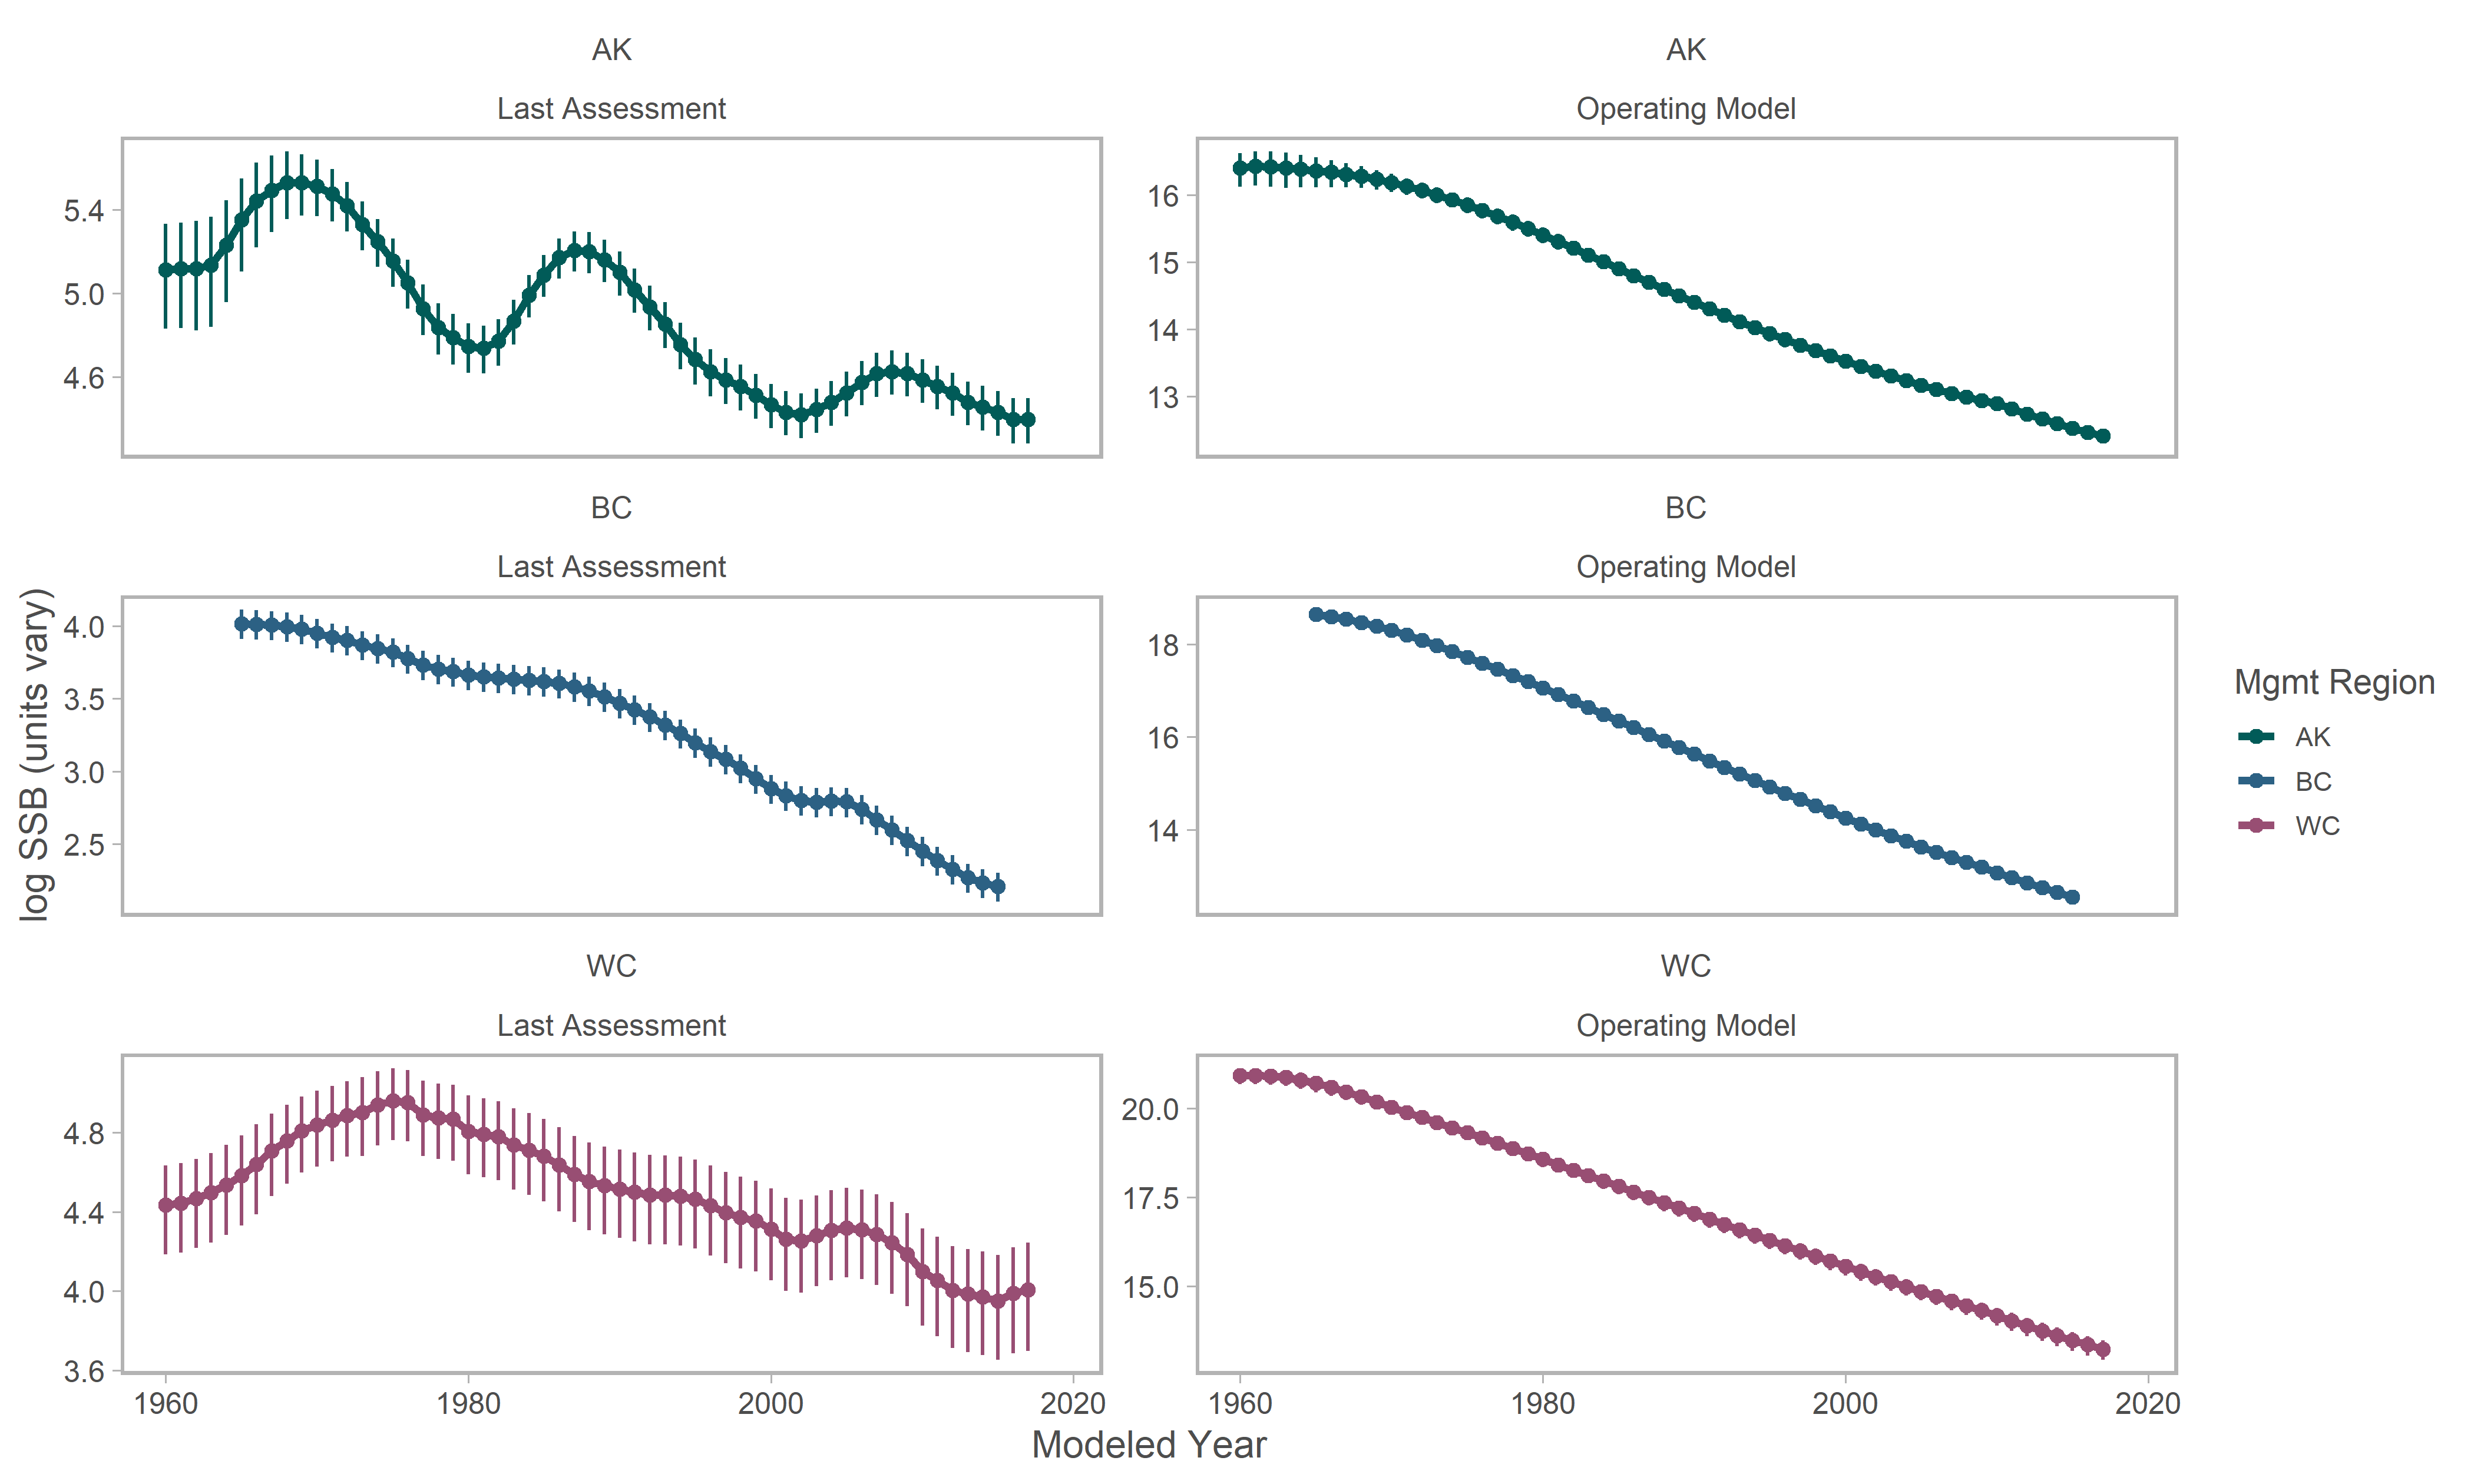 AK
Last Assessment
5.4
5.0
4.6
AK
Operating Model
16
15
14
13
BC
Last Assessment
4.0
3.5
3.0
2.5
BC
Operating Model
18
16
14
WC
Last Assessment
4.8
4.4
4.0
3.6
1960
1980
2000
2020
WC
Operating Model
20.0
17.5
15.0
1960
1980
2000
2020
log SSB (units vary)
Modeled Year
Mgmt Region
AK
BC
WC